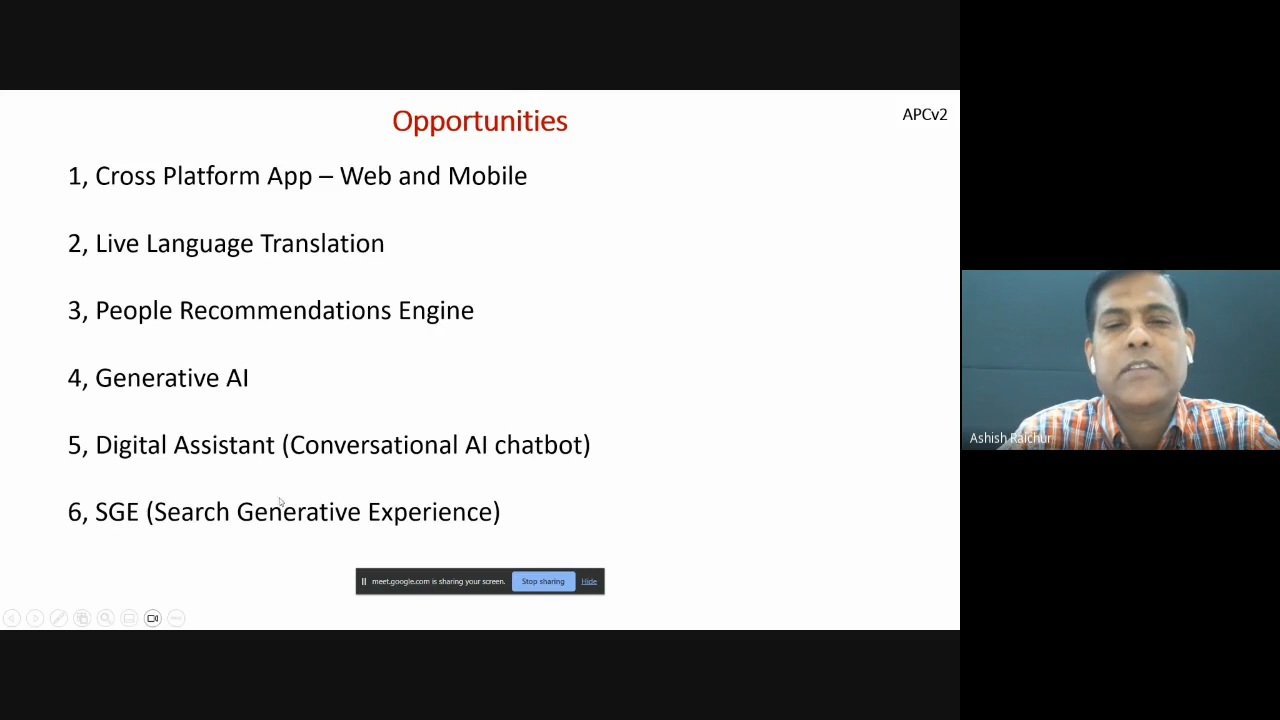 Opportunities
APCv2
1, Cross Platform App – Web and Mobile
2, Live Language Translation
3, People Recommendations Engine
4, Generative AI
5, Digital Assistant (Conversational AI chatbot)
6, SGE (Search Generative Experience)
meet.google.com is sharing your screen. Stop sharing Hide
Ashish Raichur